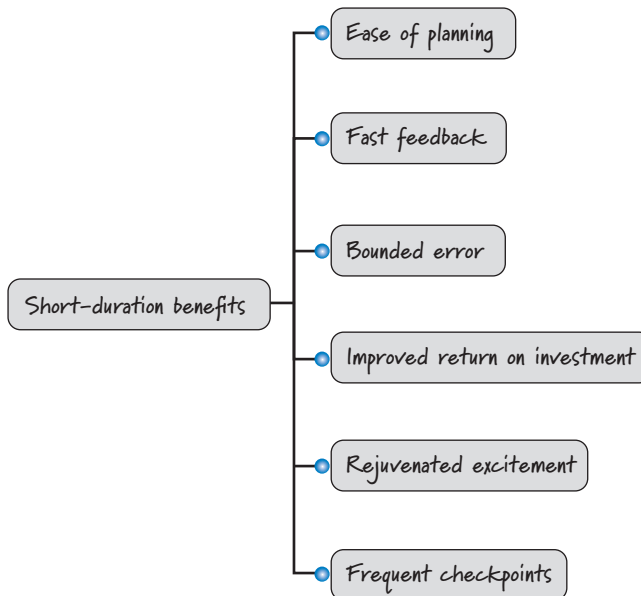 Ease of planning
Fast feedback
Bounded error
Short-duration benefits
Improved return on investment
Rejuvenated excitement
Frequent checkpoints